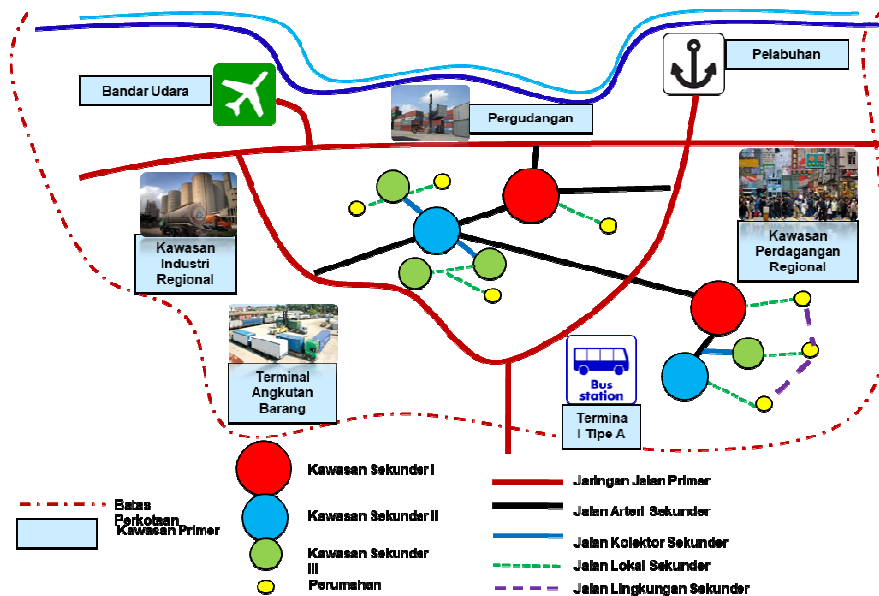 Pelabuhan
Bandar Udara
Pergudangan
Kawasan
Industri
Regional
Kawasan
Perdagangan
Regional
Bus
station
Terminal
Angkutan
Barang
Termina
l Tipe A
Kawasan Sekunder I
Kawasan Sekunder II
Kawasan Sekunder
III
Perumahan
Batas
Perkotaan
Kawasan Primer
Jaringan Jalan Primer
Jalan Arteri Sekunder
Jalan Kolektor Sekunder
Jalan Lokal Sekunder
Jalan Lingkungan Sekunder